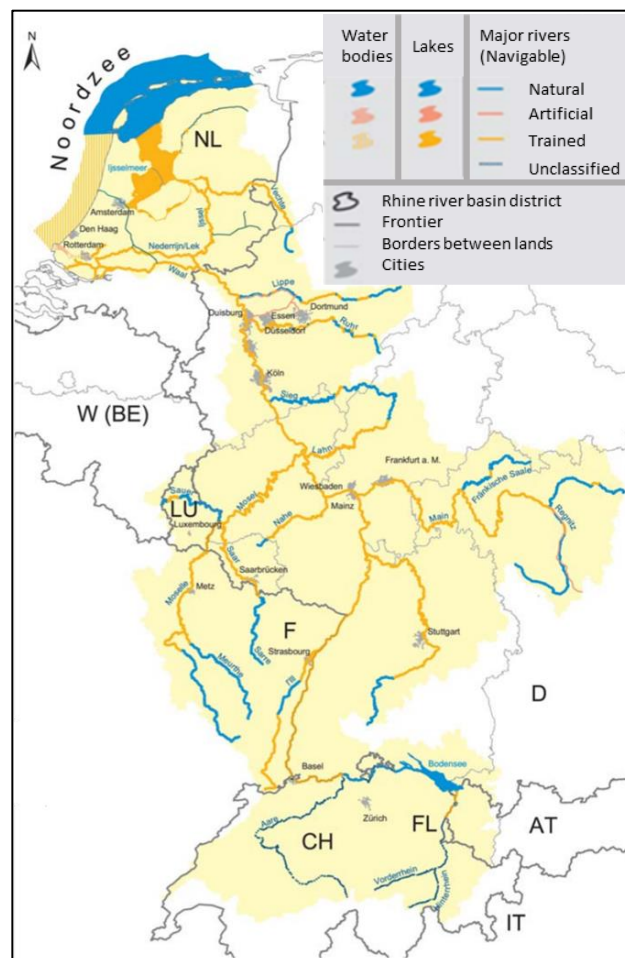 N
Noordzee
Water
bodies
Lakes
Major rivers
(Navigable)
Natural
Artificial
Trained
Unclassified
Rhine river basin district
Frontier
Borders between lands
Cities
NL
Ijsselmeer
Amsterdam
Den Haag
Rotterdam
Ijssel
Vechte
Nederrijn/Lek
Waal
Lippe
Duisburg
Essen
Dortmund
Düsseldorf
Ruhr
Köln
Sieg
W (BE)
Lahn
Frankfurt a. M.
Wiesbaden
Mainz
Fränkische Saale
Sauer
LU
Luxembourg
Mosel
Nahe
Main
Regnitz
Saar
Saarbrücken
Metz
Moselle
F
Sarre
Strasbourg
Stuttgart
Meurthe
Ill
D
Basel
Bodensee
Aare
Zürich
CH
FL
AT
Vorderrhein
Hinterrhein
IT